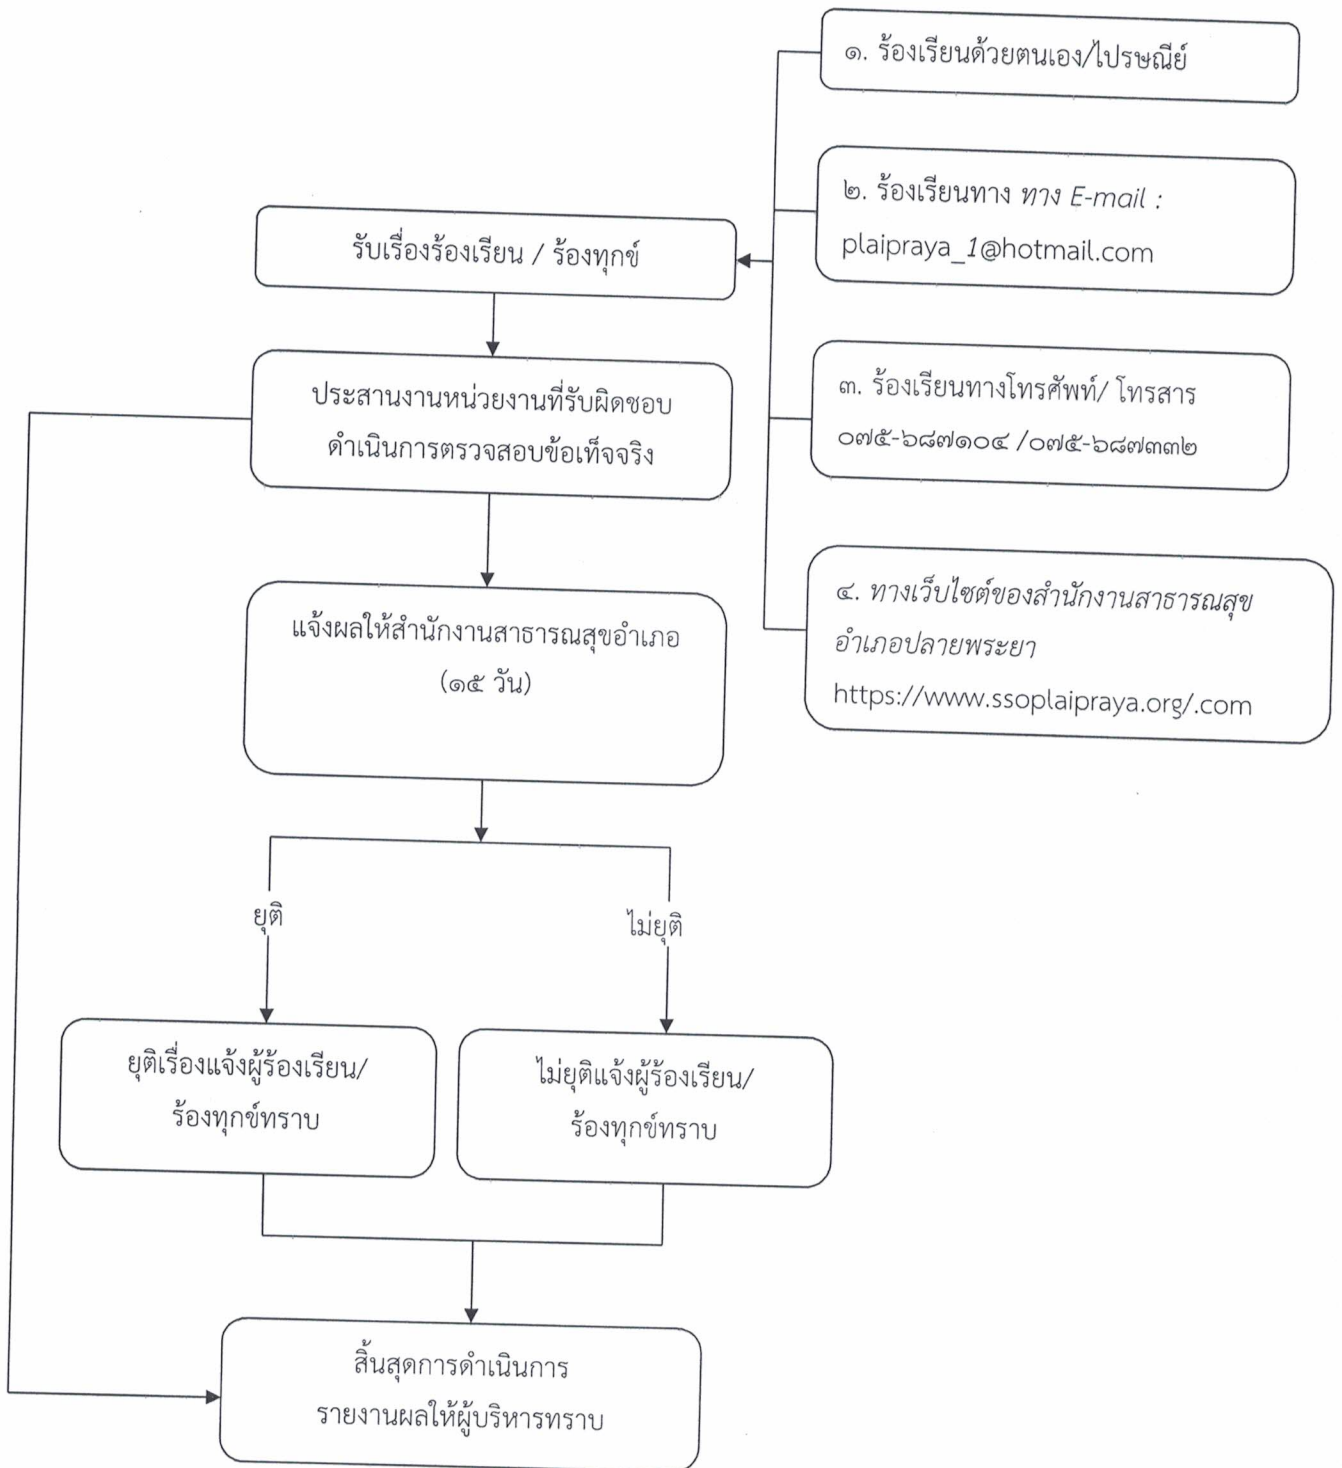 ๑. ร้องเรียนด้วยตนเอง/ไปรษณีย์
๒. ร้องเรียนทาง ทาง E-mail :
plaipraya_1@hotmail.com
๓. ร้องเรียนทางโทรศัพท์/ โทรสาร
๐๗๕-๖๘๗๑๐๔ /๐๗๕-๖๘๗๓๓๒
๔. ทางเว็บไซต์ของสำนักงานสาธารณสุข
อำเภอปลายพระยา
https://www.ssoplaipraya.org/.com
รับเรื่องร้องเรียน / ร้องทุกข์
ประสานงานหน่วยงานที่รับผิดชอบ
ดำเนินการตรวจสอบข้อเท็จจริง
แจ้งผลให้สำนักงานสาธารณสุขอำเภอ
(๑๕ วัน)
ยุติ
ไม่ยุติ
ยุติเรื่องแจ้งผู้ร้องเรียน/
ร้องทุกข์ทราบ
ไม่ยุติแจ้งผู้ร้องเรียน/
ร้องทุกข์ทราบ
สิ้นสุดการดำเนินการ
รายงานผลให้ผู้บริหารทราบ